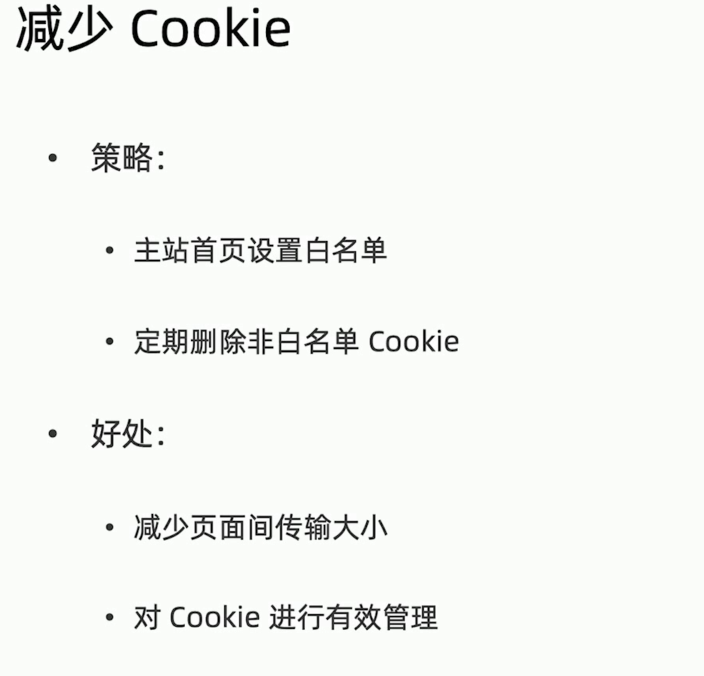 减少 Cookie
• 策略：
• 主站首页设置白名单
• 定期删除非白名单 Cookie
• 好处：
• 减少页面间传输大小
• 对 Cookie 进行有效管理